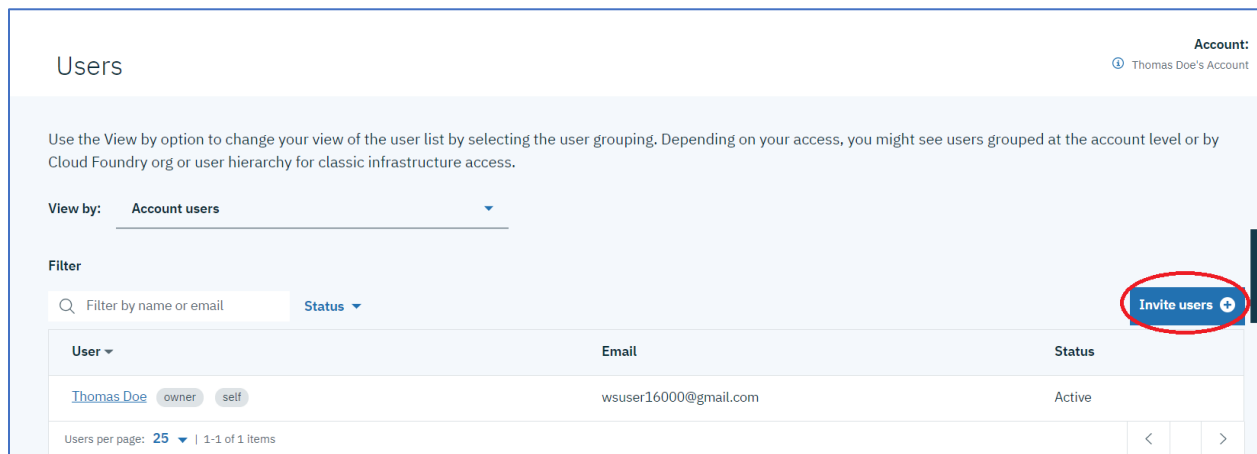 Users
Account:
Thomas Doe's Account
Use the View by option to change your view of the user list by selecting the user grouping. Depending on your access, you might see users grouped at the account level or by
Cloud Foundry org or user hierarchy for classic infrastructure access.
View by: Account users
Filter
Filter by name or email Status Invite users
User Email Status
Thomas Doe owner self wsuser16000@gmail.com Active
Users per page: 25 | 1-1 of 1 items